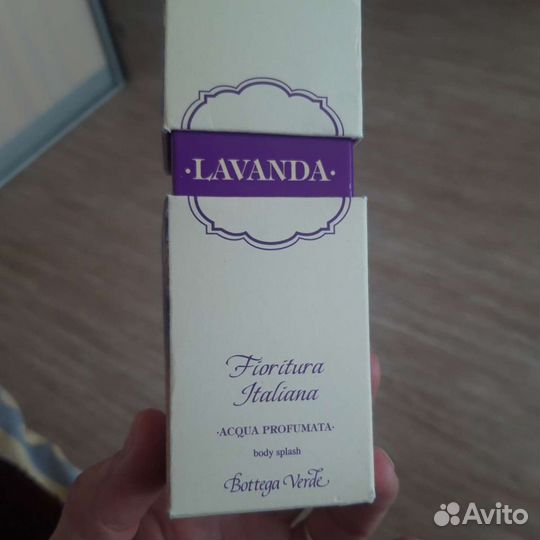 ·LAVANDA·
Fioritura
Italiana
·ACQUA PROFUMATA·
body splash
Bottega Verde
Avito